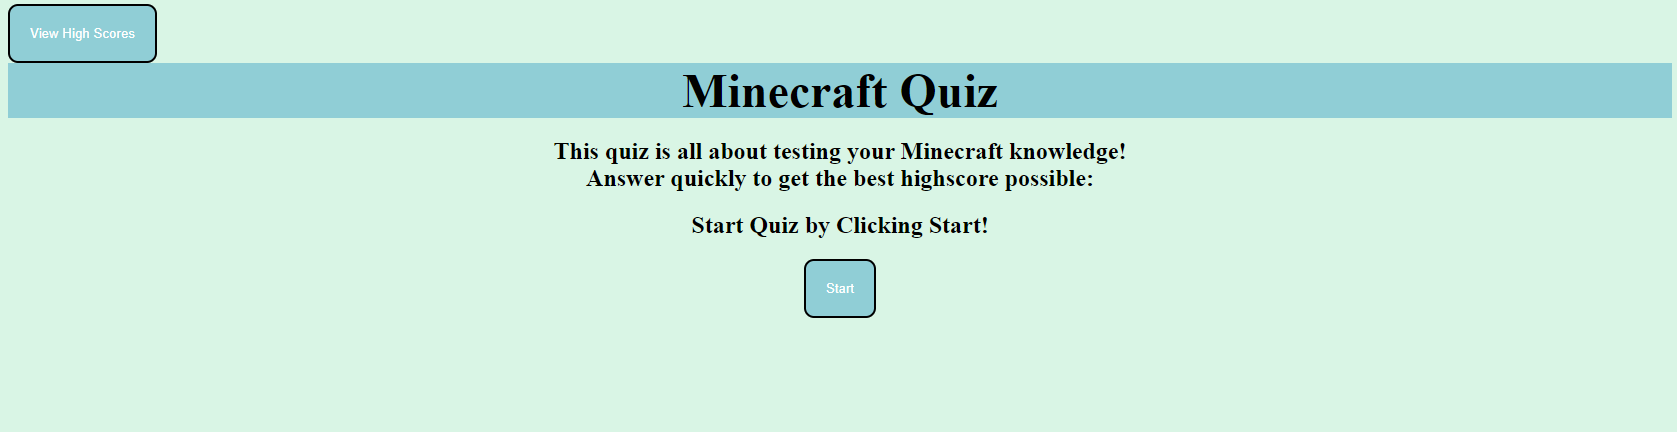 View High Scores
Minecraft Quiz
This quiz is all about testing your Minecraft knowledge!
Answer quickly to get the best highscore possible:
Start Quiz by Clicking Start!
Start